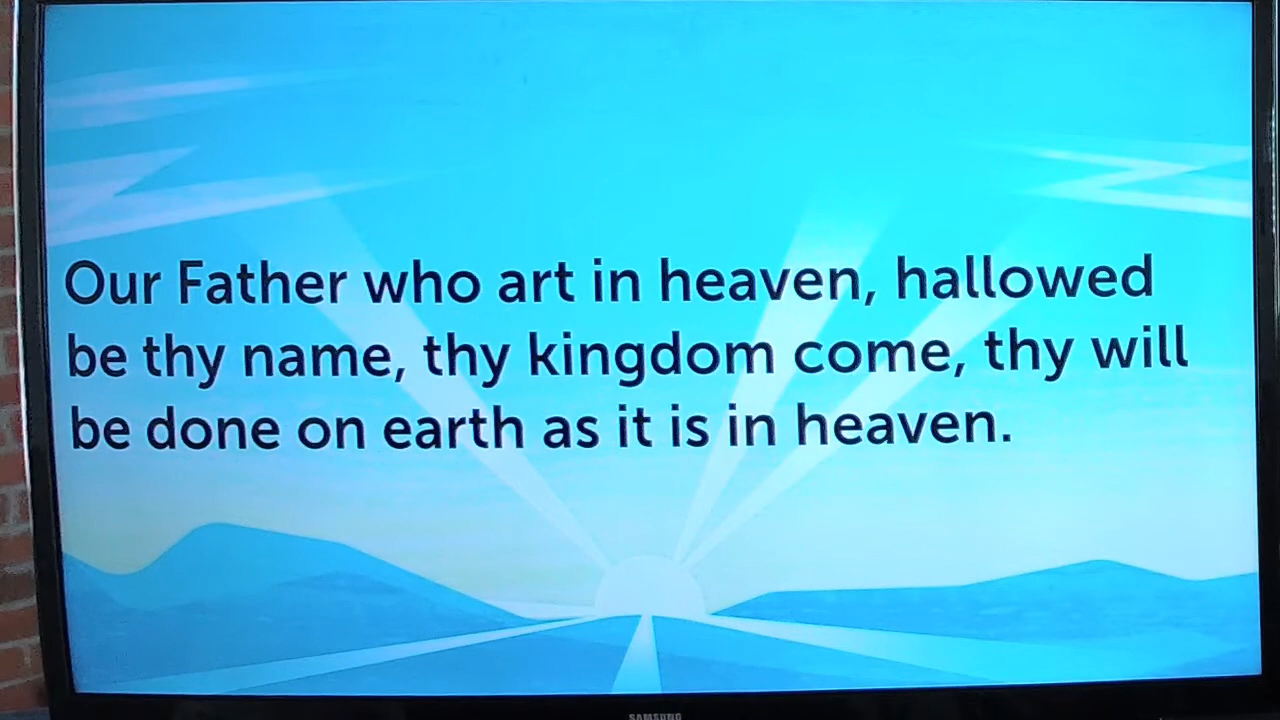 Our Father who art in heaven, hallowed
be thy name, thy kingdom come, thy will
be done on earth as it is in heaven.
SAMSUNG